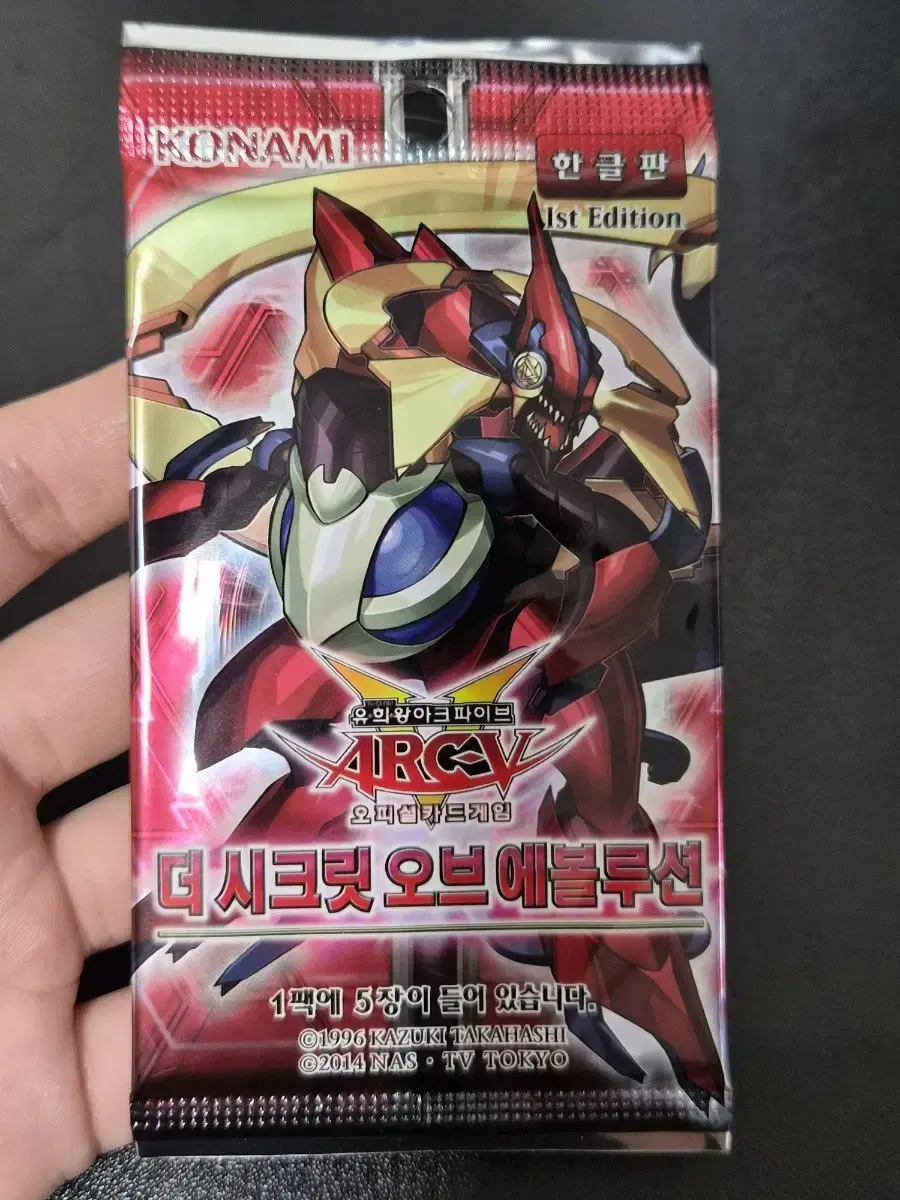 KONAMI
한글판
1st Edition
유희왕아크파이브
ARC-V
오피셜카드게임
더 시크릿 오브 에볼루션
1팩에 5장이 들어 있습니다.
©1996 KAZUKI TAKAHASHI
©2014 NAS · TV TOKYO